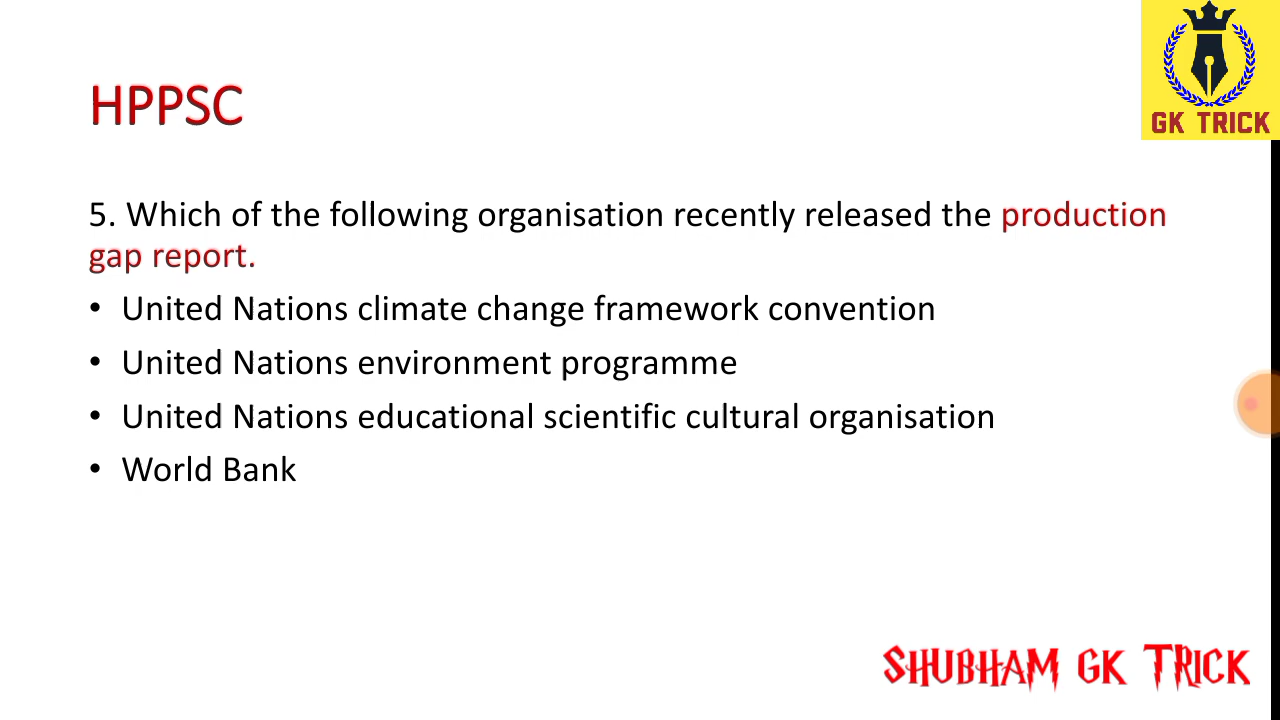 HPPSC
GK TRICK
5. Which of the following organisation recently released the production
gap report.
• United Nations climate change framework convention
• United Nations environment programme
• United Nations educational scientific cultural organisation
• World Bank
SHUBHAM GK TRICK